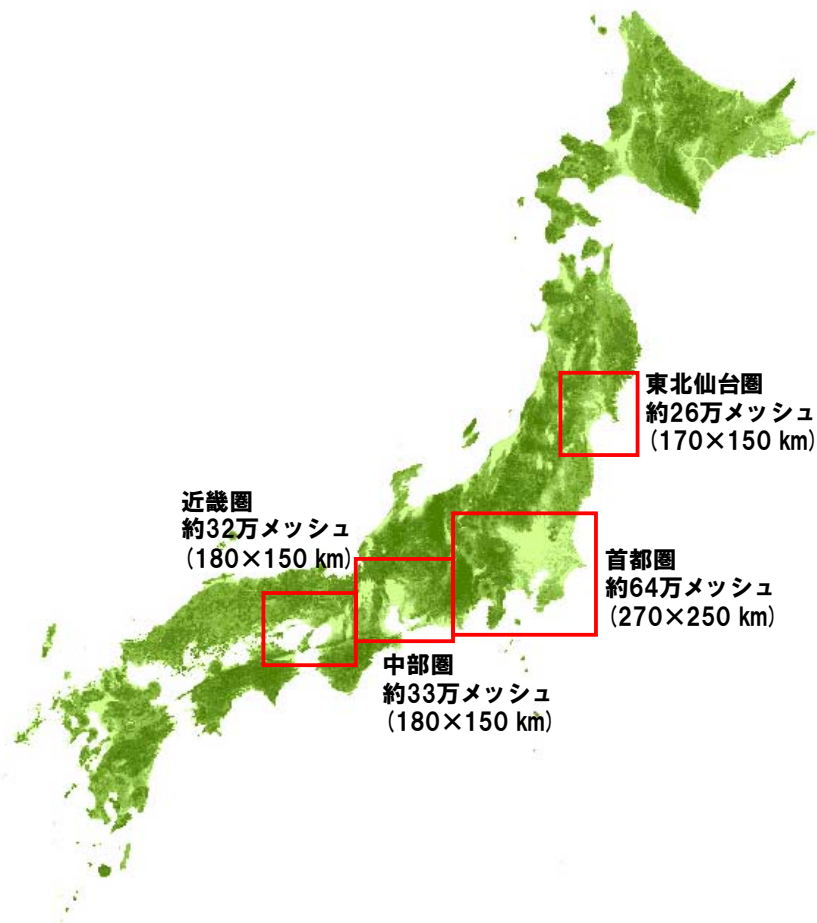 東北仙台圏
約26万メッシュ
(170×150 km)
近畿圏
約32万メッシュ
(180×150 km)
首都圏
約64万メッシュ
(270×250 km)
中部圏
約33万メッシュ
(180×150 km)